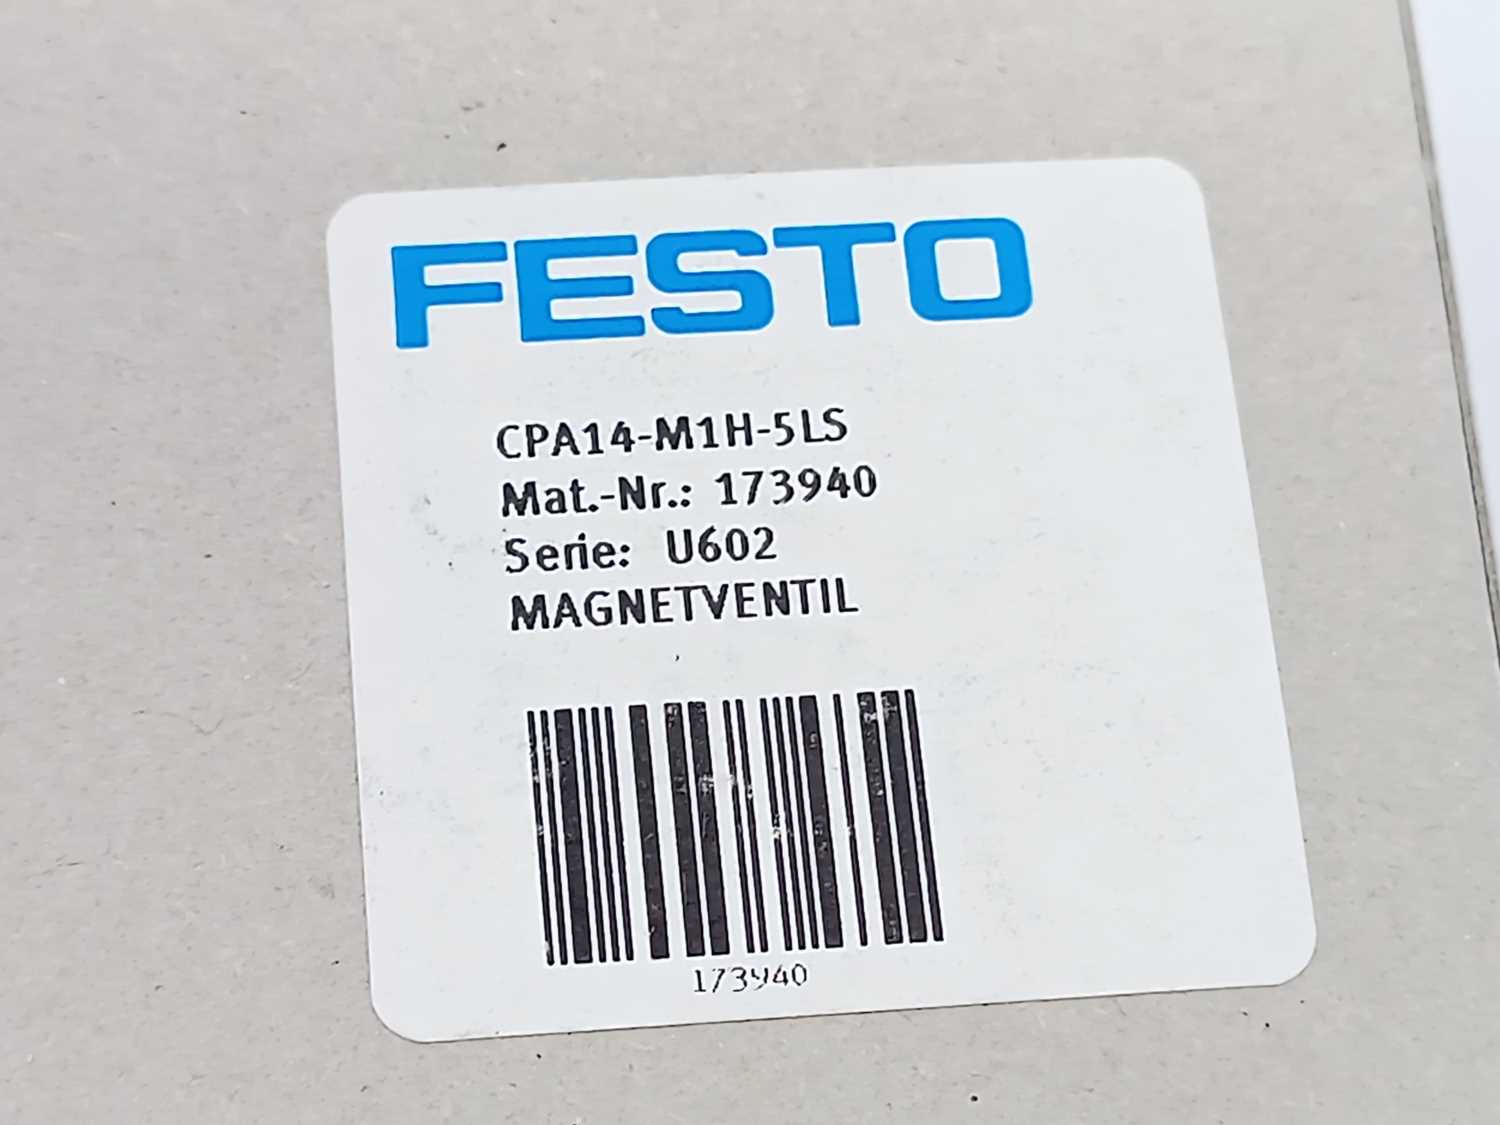 FESTO
CPA14-M1H-5LS
Mat.-Nr.: 173940
Serie: U602
MAGNETVENTIL
173940